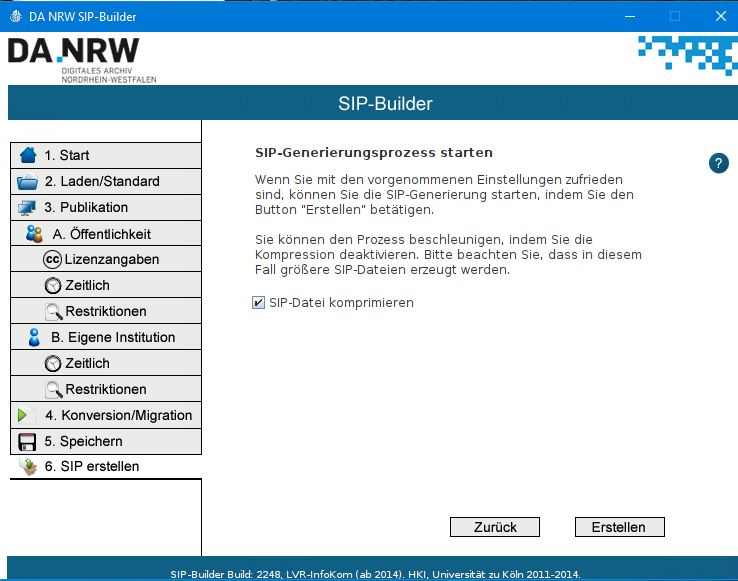 DA NRW SIP-Builder
DA.NRW
DIGITALES ARCHIV
NORDRHEIN-WESTFALEN
SIP-Builder
1. Start
2. Laden/Standard
3. Publikation
A. Öffentlichkeit
cc Lizenzangaben
Zeitlich
Restriktionen
B. Eigene Institution
Zeitlich
Restriktionen
4. Konversion/Migration
5. Speichern
6. SIP erstellen
SIP-Generierungsprozess starten
?
Wenn Sie mit den vorgenommenen Einstellungen zufrieden
sind, können Sie die SIP-Generierung starten, indem Sie den
Button "Erstellen" betätigen.
Sie können den Prozess beschleunigen, indem Sie die
Kompression deaktivieren. Bitte beachten Sie, dass in diesem
Fall größere SIP-Dateien erzeugt werden.
SIP-Datei komprimieren
Zurück
Erstellen
SIP-Builder Build: 2248, LVR-InfoKom (ab 2014). HKI, Universität zu Köln 2011-2014.